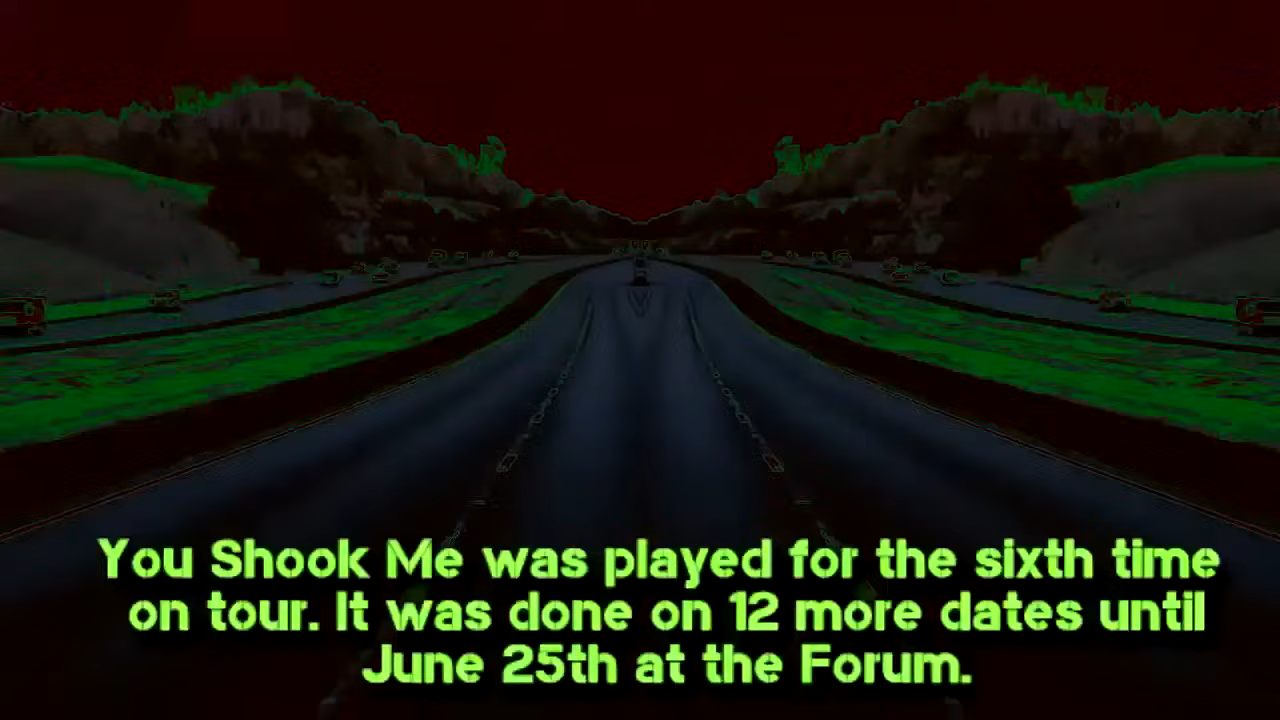 You Shook Me was played for the sixth time
on tour. It was done on 12 more dates until
June 25th at the Forum.